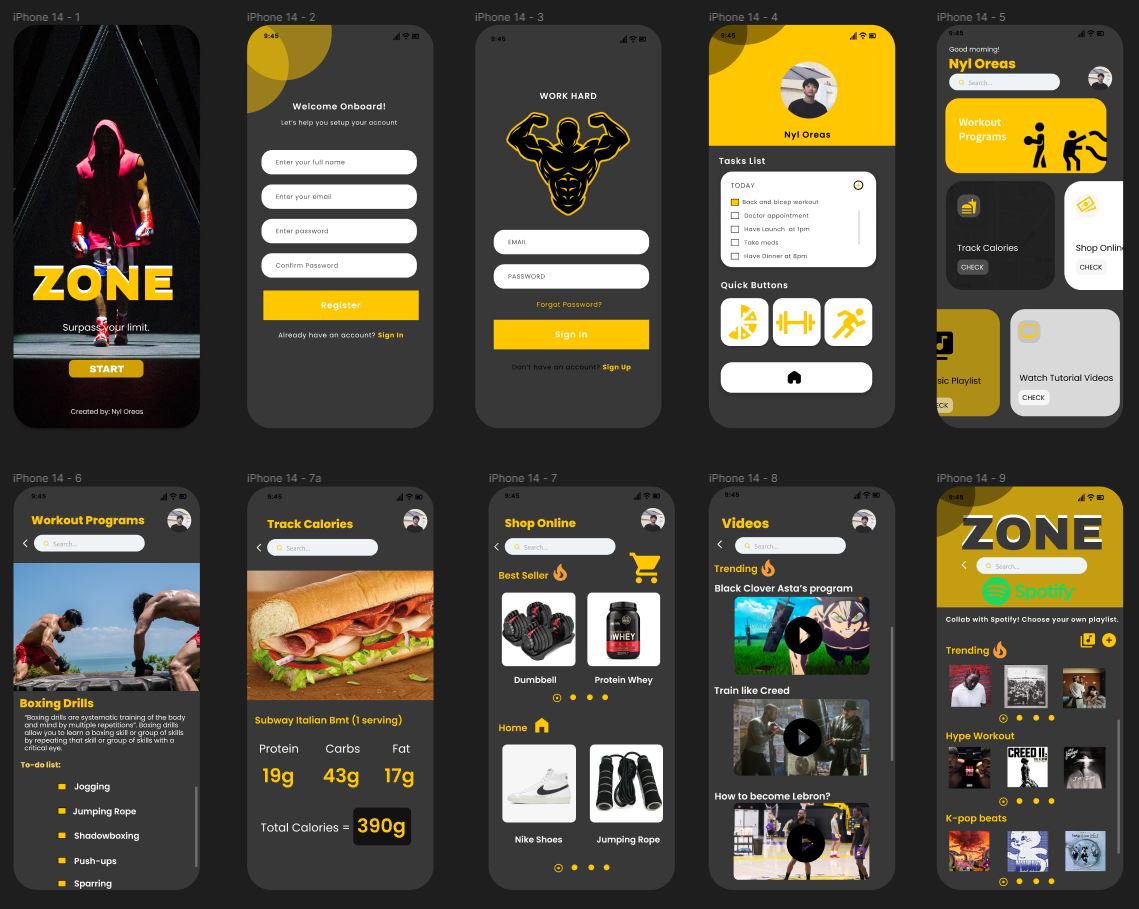 iPhone 14 - 1
ZONE
Surpass your limit.
START
Created by: Nyl Oreas
iPhone 14 - 2
9:45
Welcome Onboard!
Let's help you setup your account
Enter your full name
Enter your email
Enter password
Confirm Password
Register
Already have an account? Sign In
iPhone 14 - 3
9:45
WORK HARD
EMAIL
PASSWORD
Forgot Password?
Sign In
Don't have an account? Sign Up
iPhone 14 - 4
9:45
Nyl Oreas
Tasks List
TODAY
Back and bicep workout
Doctor appointment
Have Launch at 1pm
Take meds
Have Dinner at 8pm
Quick Buttons
iPhone 14 - 5
9:45
Good morning!
Nyl Oreas
Search...
Workout
Programs
Track Calories
CHECK
Shop Onlin
CHECK
sic Playlist
ECK
Watch Tutorial Videos
CHECK
iPhone 14 - 6
9:45
Workout Programs
Search...
Boxing Drills
"Boxing drills are systematic training of the body
and mind by multiple repetitions". Boxing drills
allow you to learn a boxing skill or group of skills
by repeating that skill or group of skills with a
critical eye.
To-do list:
Jogging
Jumping Rope
Shadowboxing
Push-ups
Sparring
iPhone 14 - 7a
9:45
Track Calories
Search...
Subway Italian Bmt (1 serving)
Protein Carbs Fat
19g 43g 17g
Total Calories = 390g
iPhone 14 - 7
9:45
Shop Online
Search...
Best Seller
WHEY
Dumbbell Protein Whey
Home
Nike Shoes Jumping Rope
iPhone 14 - 8
9:45
Videos
Search...
Trending
Black Clover Asta's program
Train like Creed
How to become Lebron?
iPhone 14 - 9
9:45
ZONE
Search...
Spotify
Collab with Spotify! Choose your own playlist.
Trending
Hype Workout
CREED II
K-pop beats